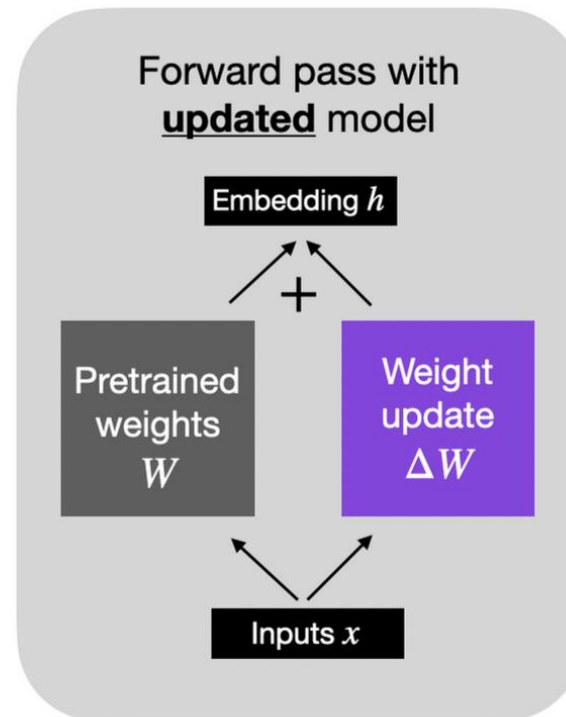 Forward pass with
updated model
Embedding h
+
Pretrained
weights
W
Weight
update
ΔW
Inputs x